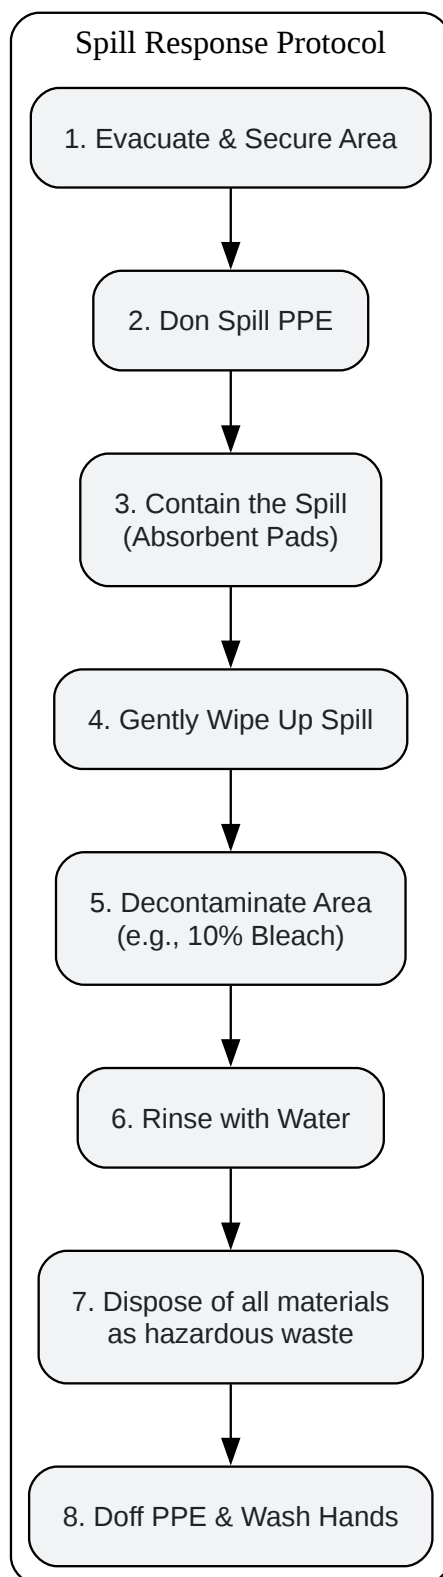 Spill Response Protocol
1. Evacuate & Secure Area
2. Don Spill PPE
3. Contain the Spill
(Absorbent Pads)
4. Gently Wipe Up Spill
5. Decontaminate Area
(e.g., 10% Bleach)
6. Rinse with Water
7. Dispose of all materials
as hazardous waste
8. Doff PPE & Wash Hands